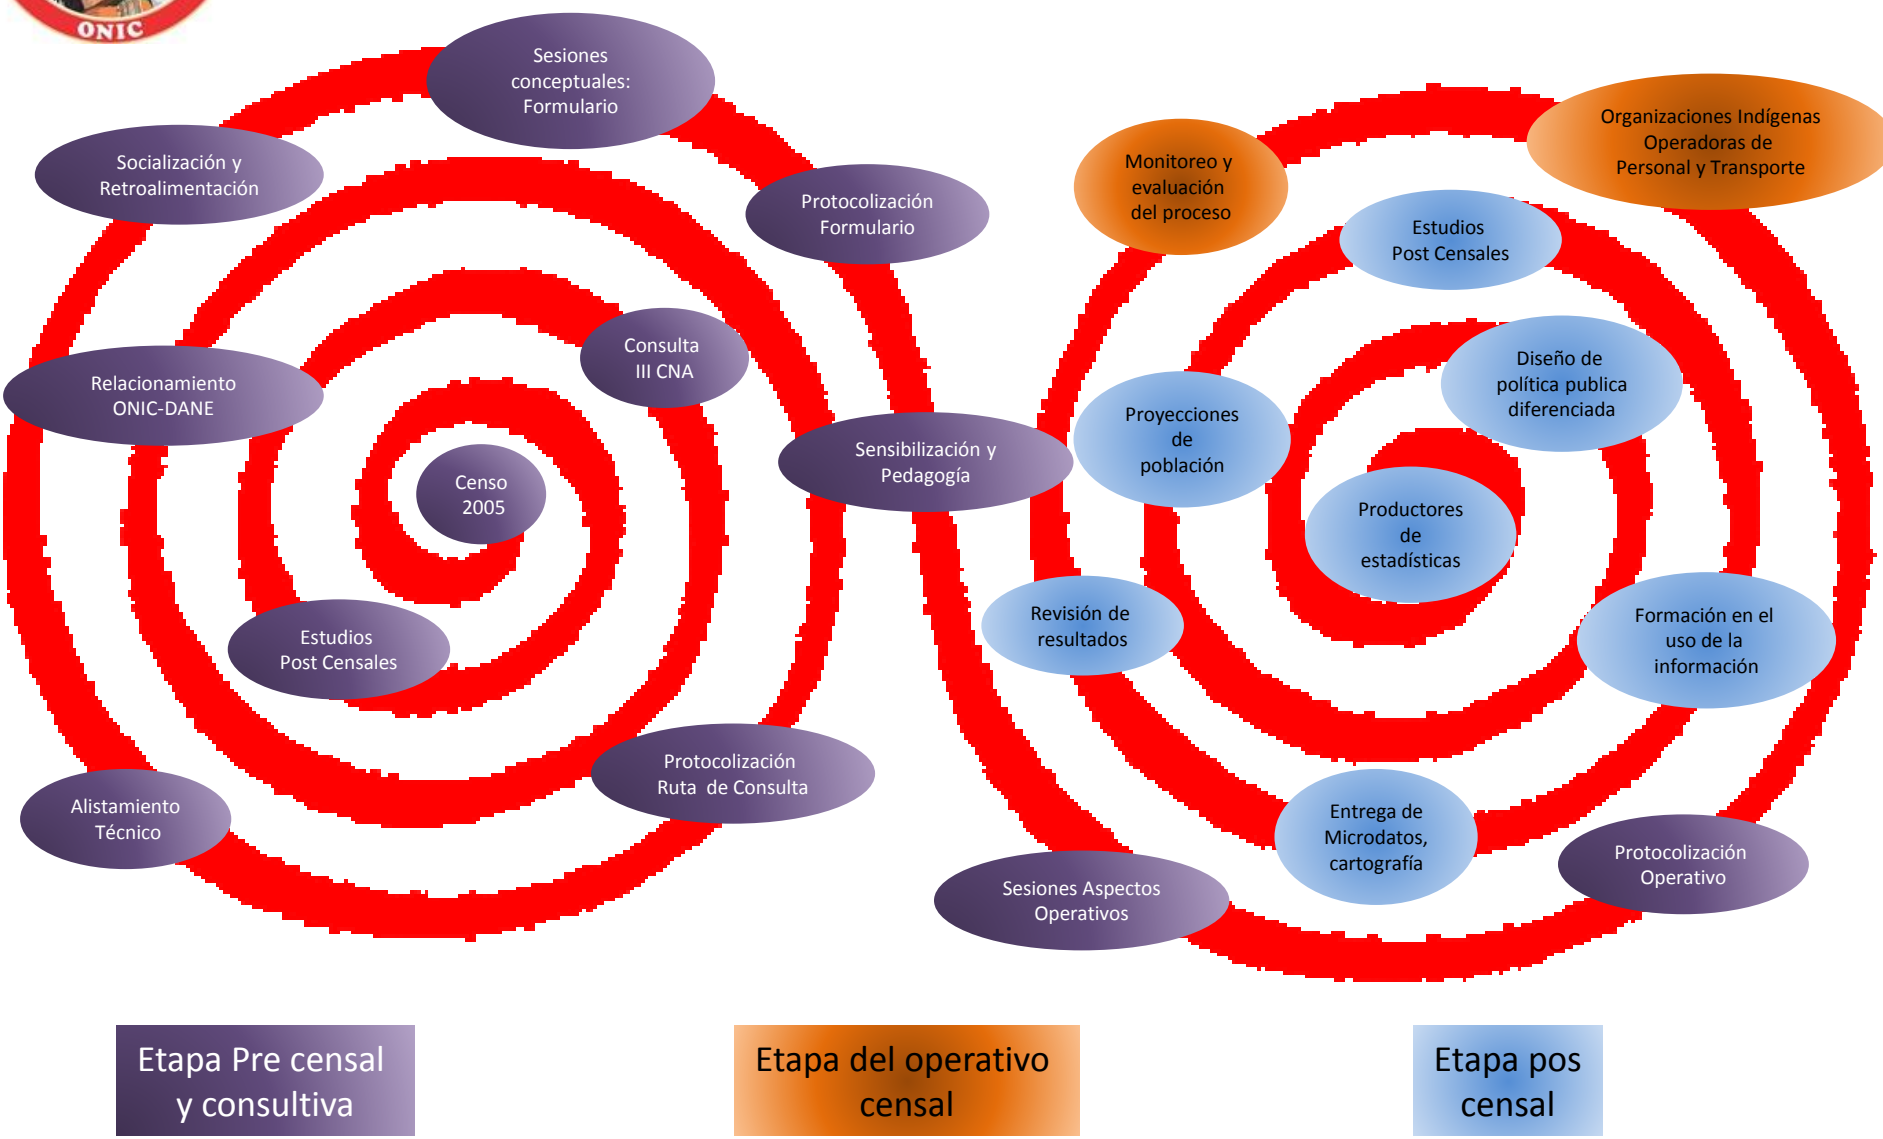 ONIC
Sesiones
conceptuales:
Formulario
Socialización y
Retroalimentación
Protocolización
Formulario
Relacionamiento
ONIC-DANE
Consulta
III CNA
Censo
2005
Sensibilización y
Pedagogía
Estudios
Post Censales
Protocolización
Ruta de Consulta
Alistamiento
Técnico
Sesiones Aspectos
Operativos
Monitoreo y
evaluación
del proceso
Organizaciones Indígenas
Operadoras de
Personal y Transporte
Estudios
Post Censales
Diseño de
política publica
diferenciada
Proyecciones
de
población
Productores
de
estadísticas
Revisión de
resultados
Formación en el
uso de la
información
Entrega de
Microdatos,
cartografía
Protocolización
Operativo
Etapa Pre censal
y consultiva
Etapa del operativo
censal
Etapa pos
censal